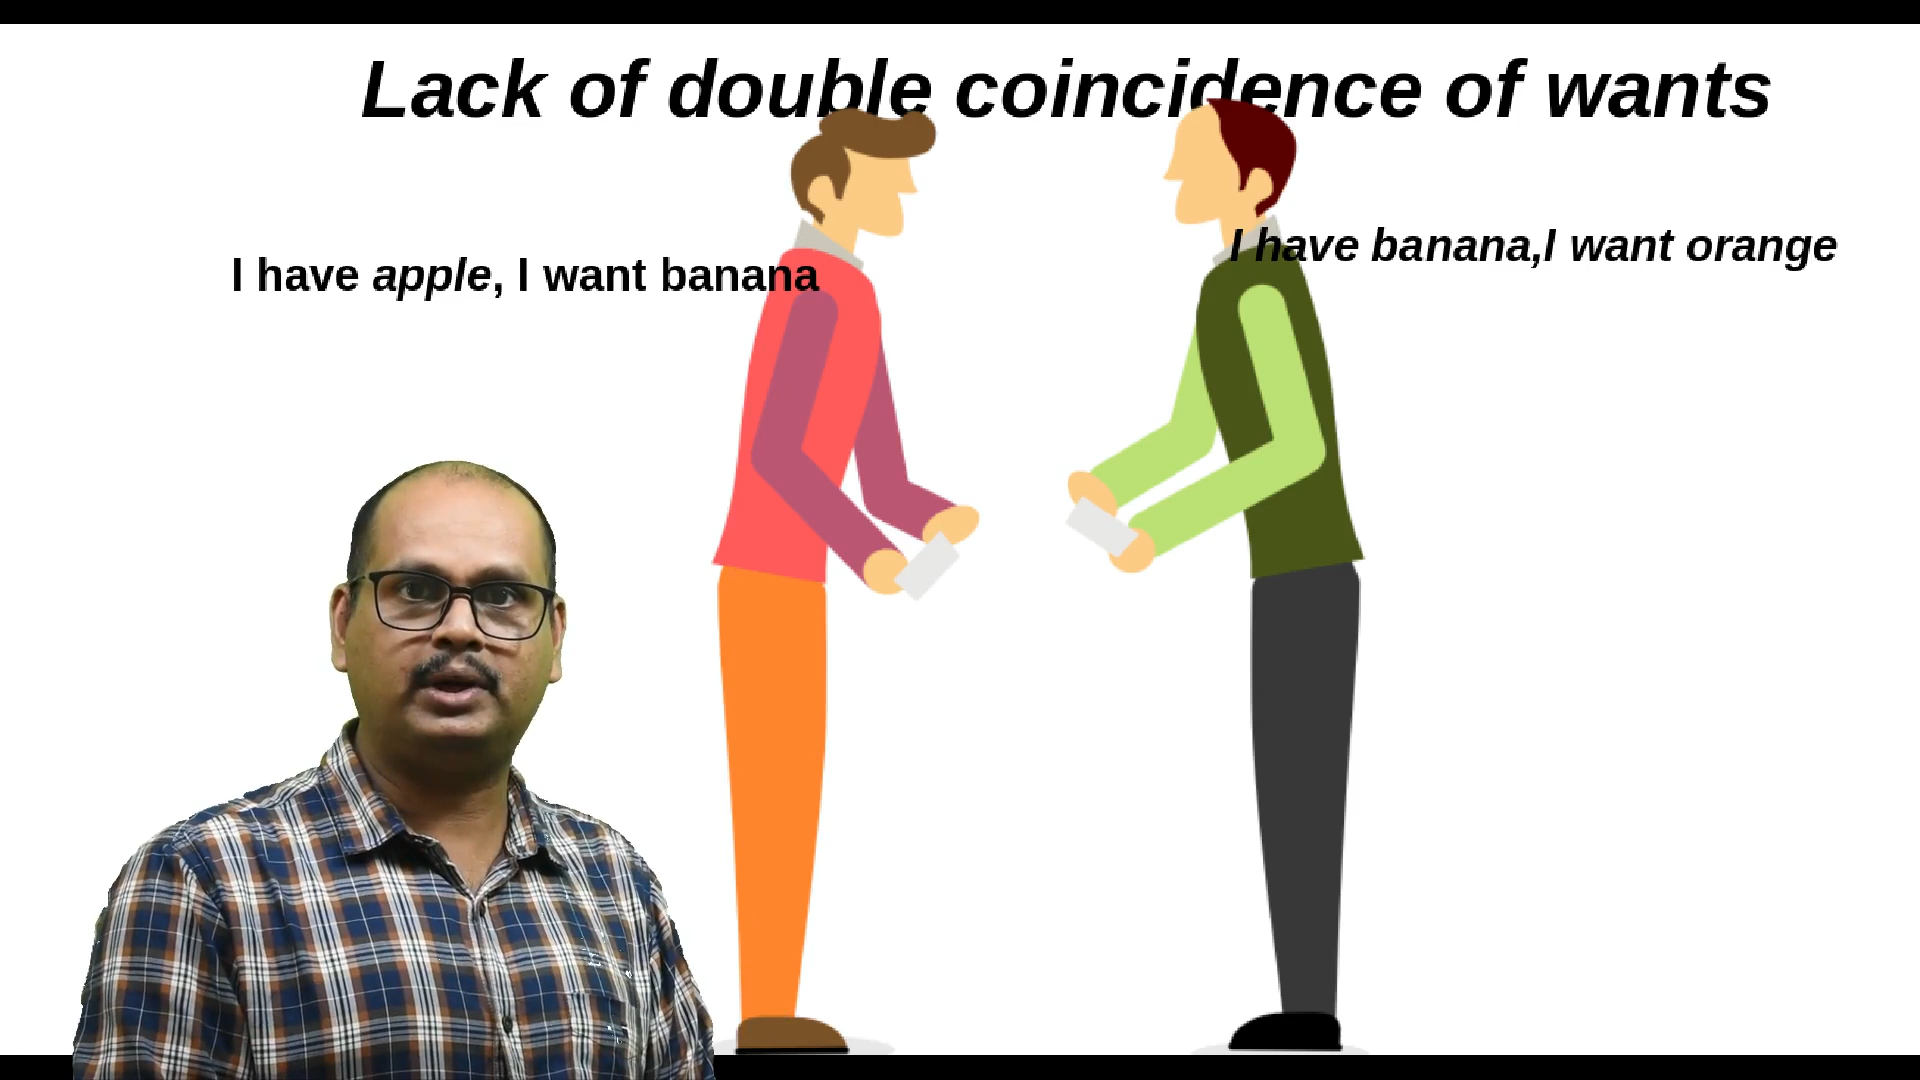 Lack of double coincidence of wants
I have apple, I want banana
I have banana,I want orange